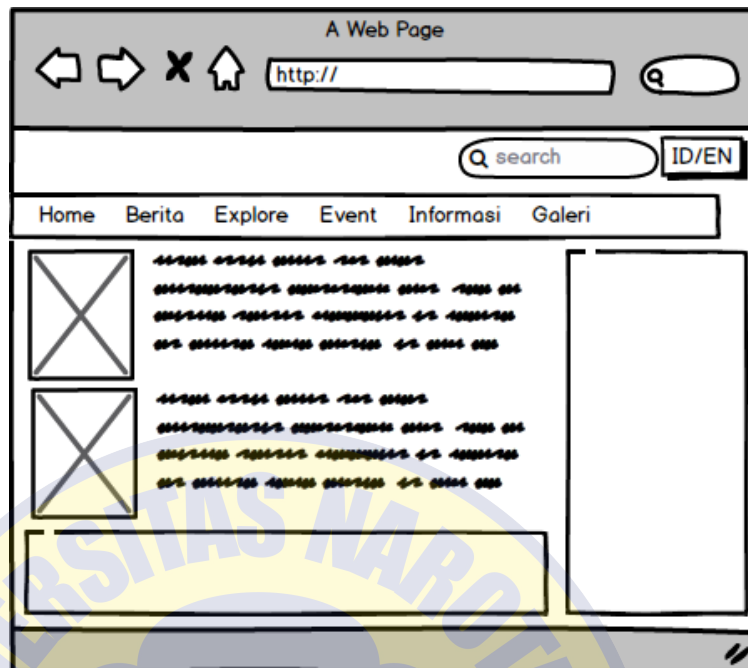 A Web Page
http://
search
ID/EN
Home Berita Explore Event Informasi Galeri